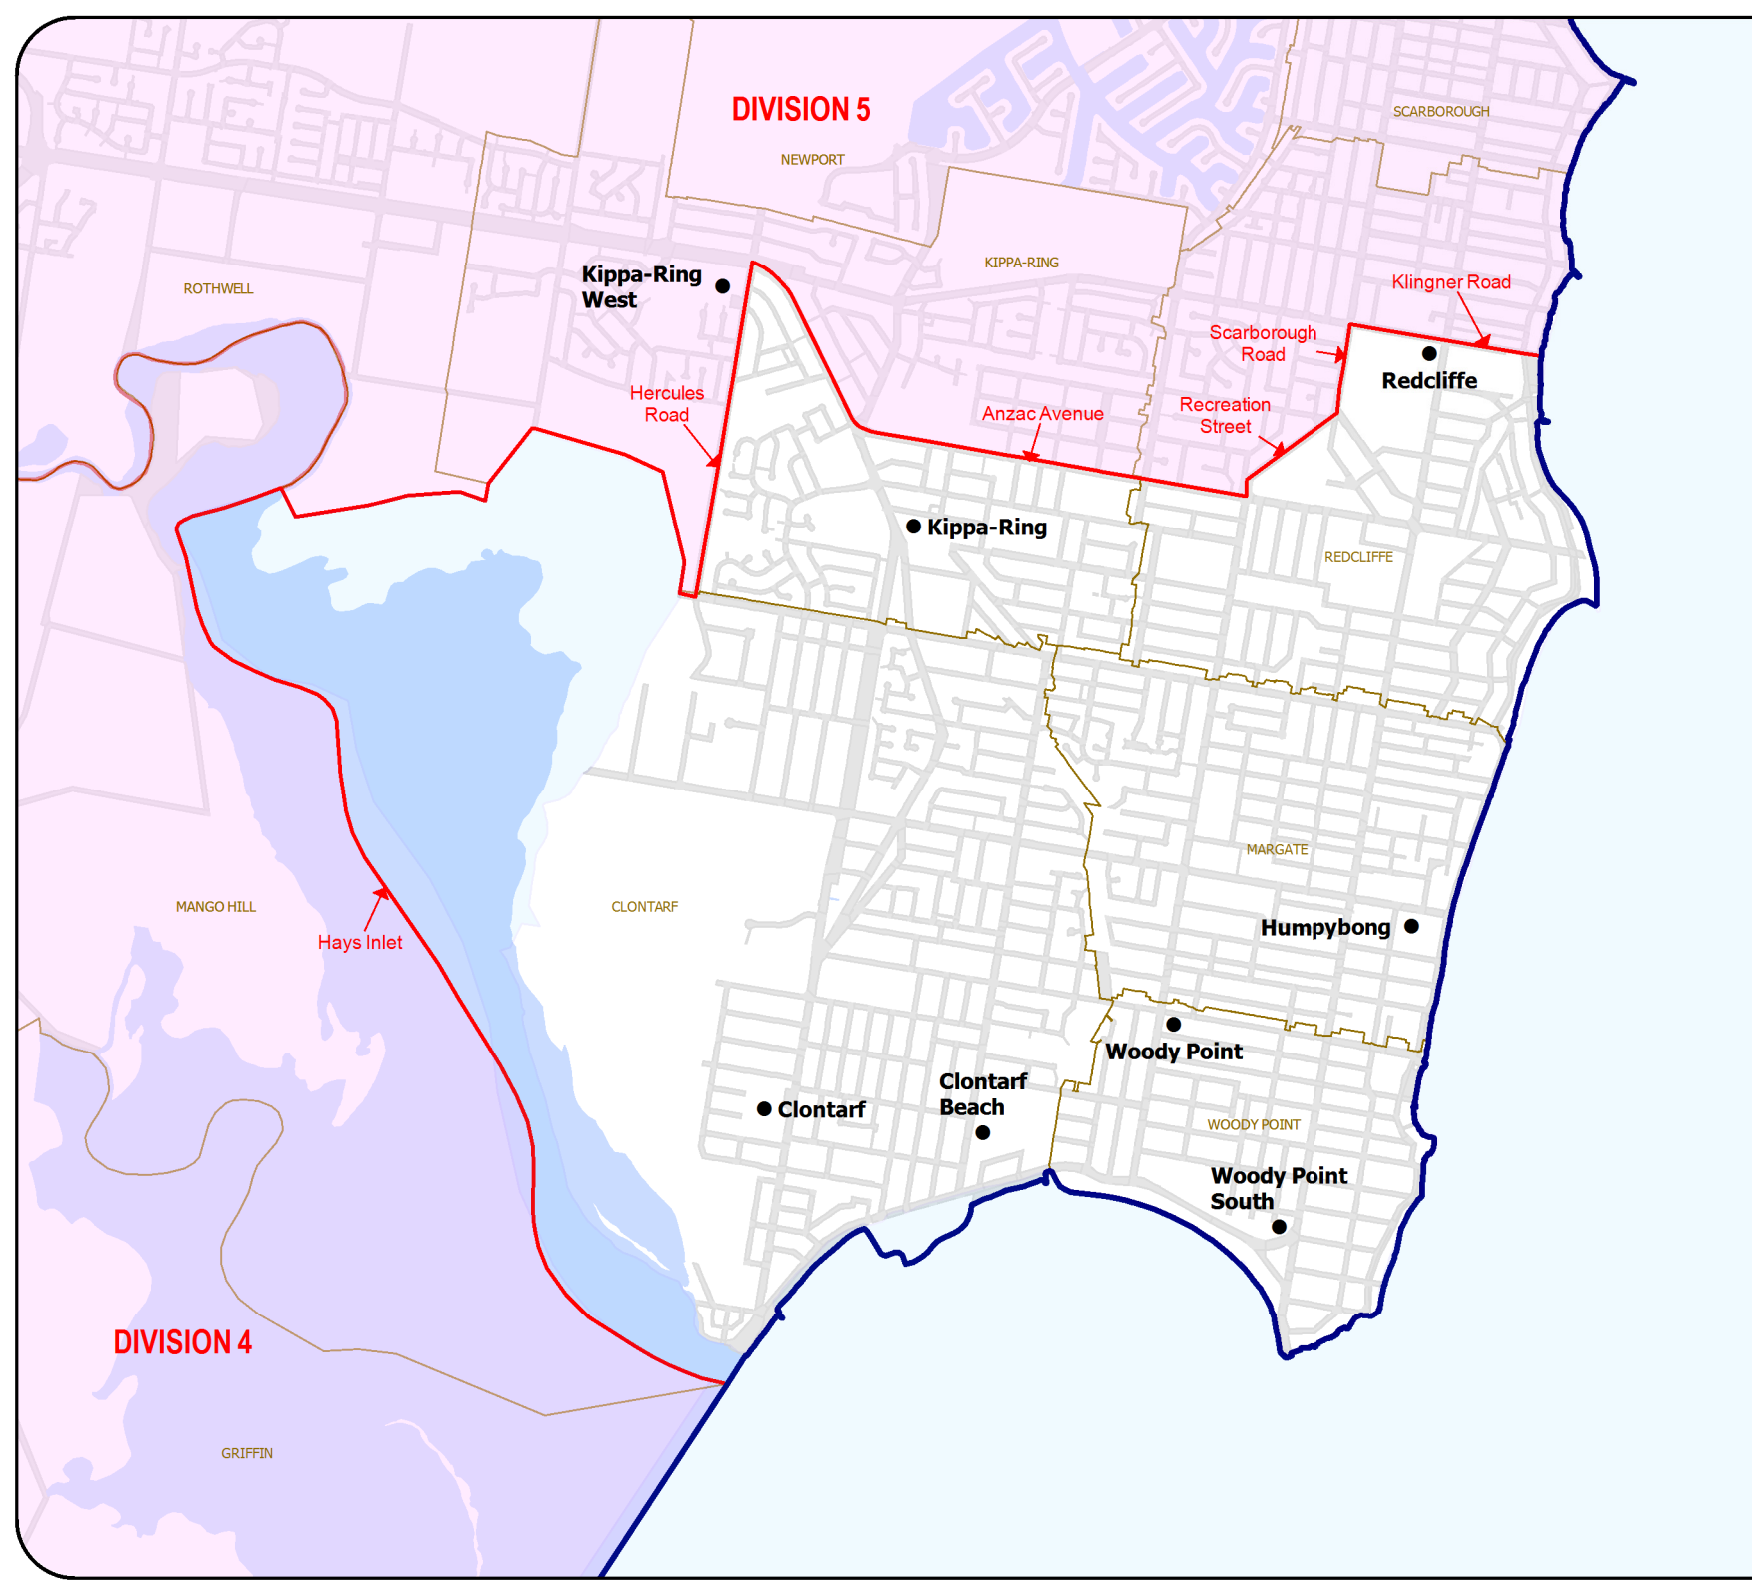 DIVISION 5
SCARBOROUGH
NEWPORT
KIPPA-RING
Kippa-Ring
West
ROTHWELL
Klingner Road
Scarborough
Road
Redcliffe
Hercules
Road
Anzac Avenue
Recreation
Street
Kippa-Ring
REDCLIFFE
MARGATE
MANGO HILL
CLONTARF
Hays Inlet
Humpybong
Woody Point
Clontarf
Beach
Clontarf
WOODY POINT
Woody Point
South
DIVISION 4
GRIFFIN